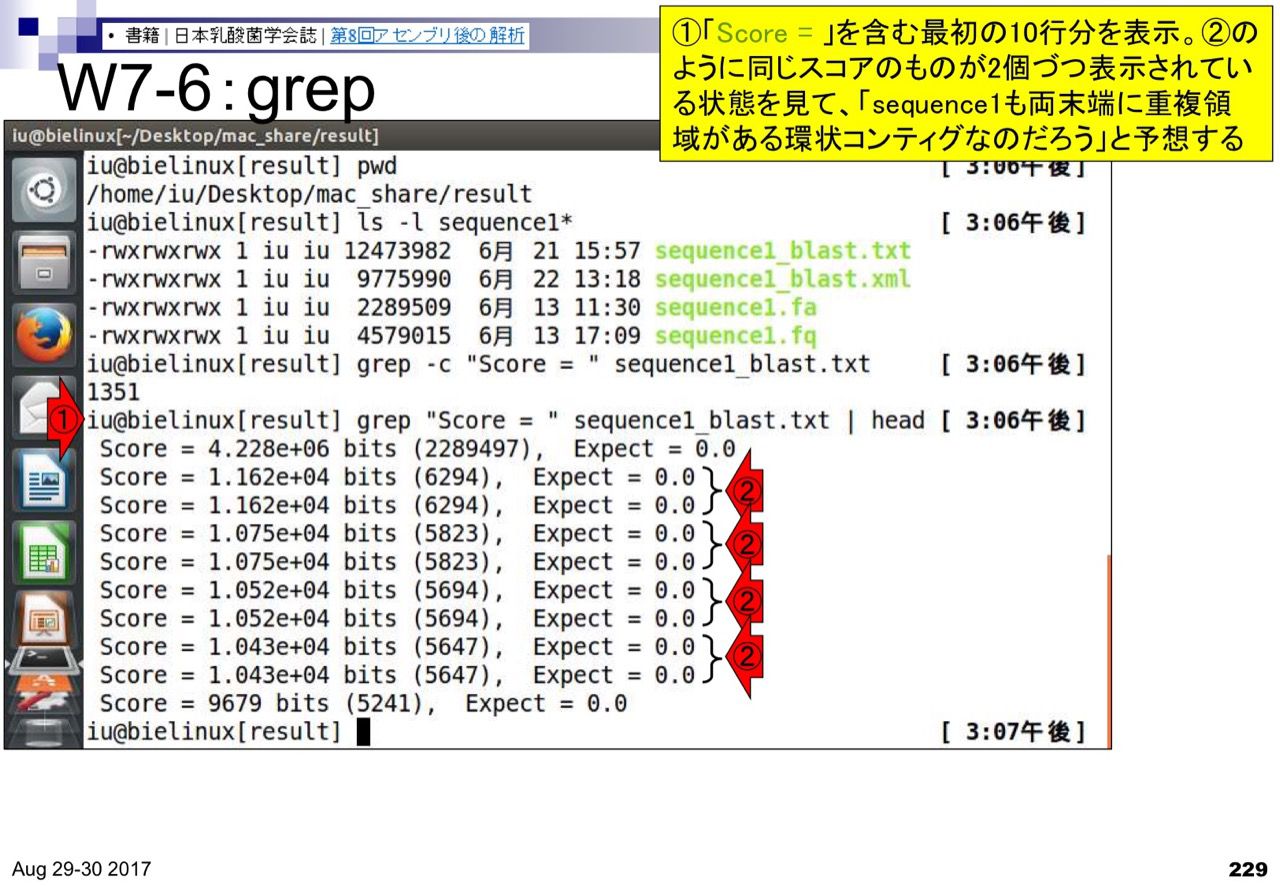 • 書籍 | 日本乳酸菌学会誌 | 第8回アセンブリ後の解析
W7-6：grep
①「Score = 」を含む最初の10行分を表示。②の
ように同じスコアのものが2個づつ表示されてい
る状態を見て、「sequence1も両末端に重複領
域がある環状コンティグなのだろう」と予想する
iu@bielinux[~/Desktop/mac_share/result]
iu@bielinux[result] pwd [ 3:06午後]
/home/iu/Desktop/mac_share/result
iu@bielinux[result] ls -l sequence1* [ 3:06午後]
-rwxrwxrwx 1 iu iu 12473982 6月 21 15:57 sequence1_blast.txt
-rwxrwxrwx 1 iu iu 9775990 6月 22 13:18 sequence1_blast.xml
-rwxrwxrwx 1 iu iu 2289509 6月 13 11:30 sequence1.fa
-rwxrwxrwx 1 iu iu 4579015 6月 13 17:09 sequence1.fq
iu@bielinux[result] grep -c "Score = " sequence1_blast.txt [ 3:06午後]
1351
① iu@bielinux[result] grep "Score = " sequence1_blast.txt | head [ 3:06午後]
Score = 4.228e+06 bits (2289497), Expect = 0.0
Score = 1.162e+04 bits (6294), Expect = 0.0 ②
Score = 1.162e+04 bits (6294), Expect = 0.0
Score = 1.075e+04 bits (5823), Expect = 0.0 ②
Score = 1.075e+04 bits (5823), Expect = 0.0
Score = 1.052e+04 bits (5694), Expect = 0.0 ②
Score = 1.052e+04 bits (5694), Expect = 0.0
Score = 1.043e+04 bits (5647), Expect = 0.0 ②
Score = 1.043e+04 bits (5647), Expect = 0.0
Score = 9679 bits (5241), Expect = 0.0
iu@bielinux[result] [ 3:07午後]
Aug 29-30 2017
229